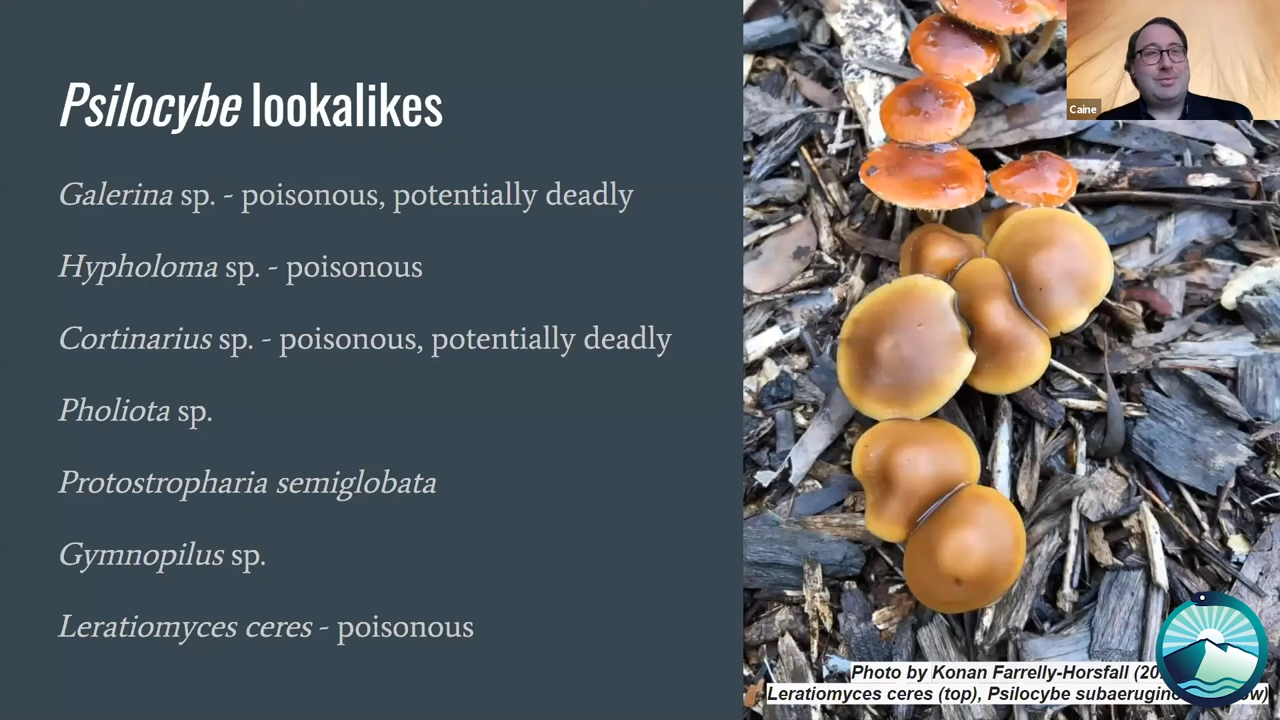 Psilocybe lookalikes
Galerina sp. - poisonous, potentially deadly
Hypholoma sp. - poisonous
Cortinarius sp. - poisonous, potentially deadly
Pholiota sp.
Protostropharia semiglobata
Gymnopilus sp.
Leratiomyces ceres - poisonous
Caine
Photo by Konan Farrelly-Horsfall
Leratiomyces ceres (top), Psilocybe